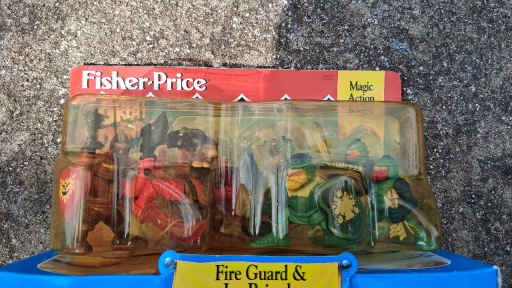 Fisher-Price
Magic
Action
Fire Guard &